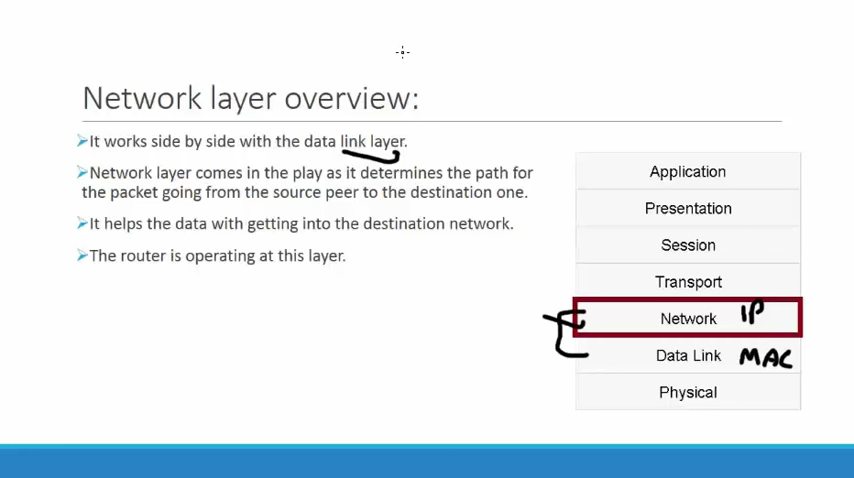 Network layer overview:
It works side by side with the data link layer.
Network layer comes in the play as it determines the path for
the packet going from the source peer to the destination one.
It helps the data with getting into the destination network.
The router is operating at this layer.
Application
Presentation
Session
Transport
Network IP
Data Link MAC
Physical